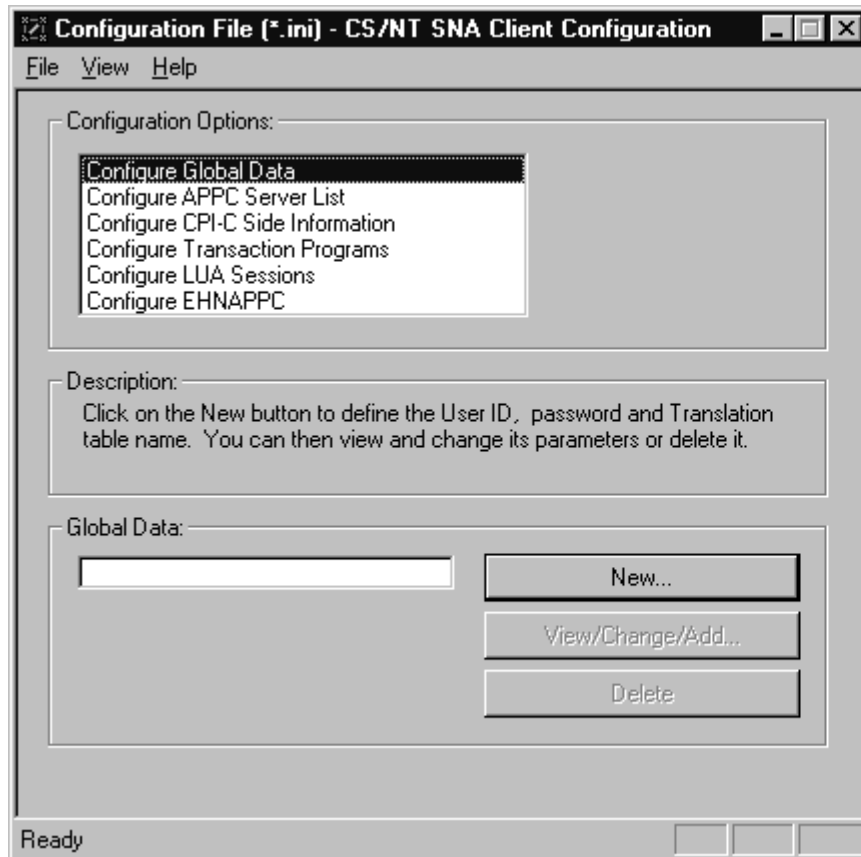 Configuration File (*.ini) - CS/NT SNA Client Configuration
File View Help
Configuration Options:
Configure Global Data
Configure APPC Server List
Configure CPI-C Side Information
Configure Transaction Programs
Configure LUA Sessions
Configure EHNAPPC
Description:
Click on the New button to define the User ID, password and Translation
table name. You can then view and change its parameters or delete it.
Global Data:
New...
View/Change/Add...
Delete
Ready